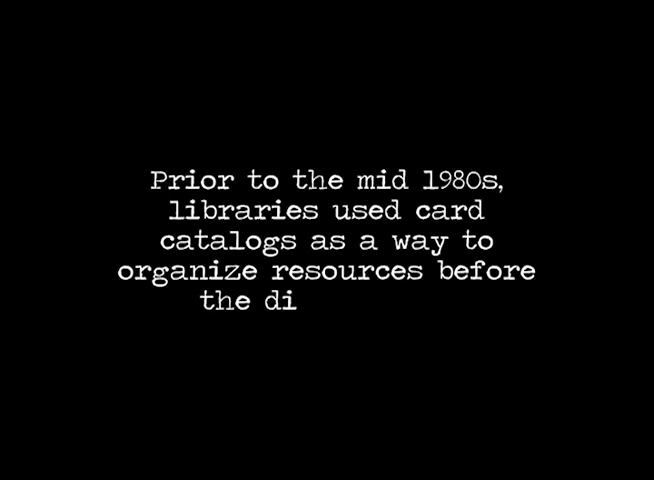 Prior to the mid 1980s,
libraries used card
catalogs as a way to
organize resources before
the di